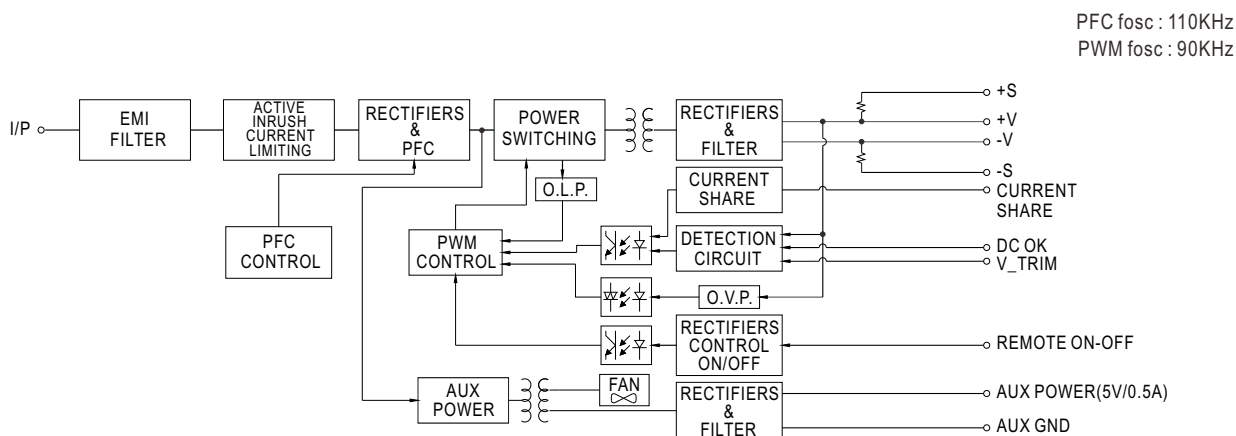 PFC fosc : 110KHz
PWM fosc : 90KHz
I/P
EMI
FILTER
ACTIVE
INRUSH
CURRENT
LIMITING
RECTIFIERS
&
PFC
POWER
SWITCHING
RECTIFIERS
&
FILTER
+S
+V
-V
-S
O.L.P.
CURRENT
SHARE
CURRENT
SHARE
PFC
CONTROL
PWM
CONTROL
DETECTION
CIRCUIT
DC OK
V_TRIM
O.V.P.
RECTIFIERS
CONTROL
ON/OFF
REMOTE ON-OFF
AUX
POWER
FAN
RECTIFIERS
&
FILTER
AUX POWER(5V/0.5A)
AUX GND